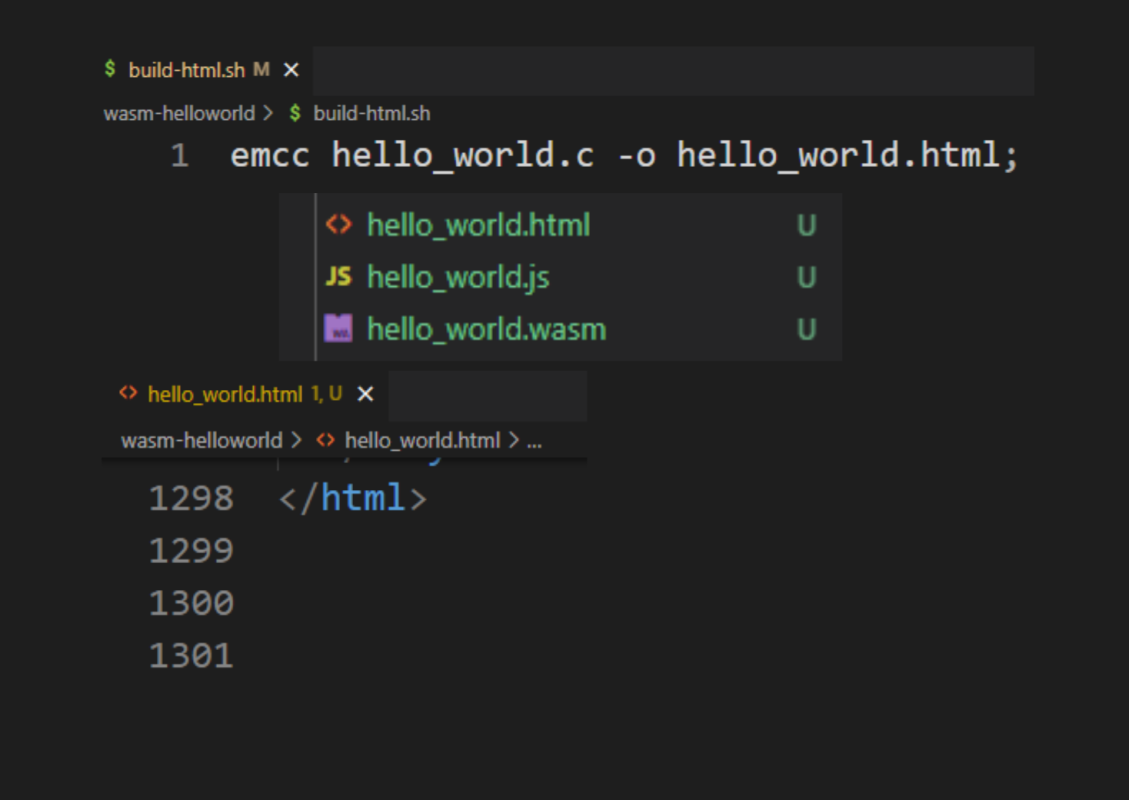 $ build-html.sh M ×
wasm-helloworld > $ build-html.sh
1 emcc hello_world.c -o hello_world.html;
<> hello_world.html U
JS hello_world.js U
WA hello_world.wasm U
<> hello_world.html 1, U ×
wasm-helloworld > <> hello_world.html > ...
1298 </html>
1299
1300
1301